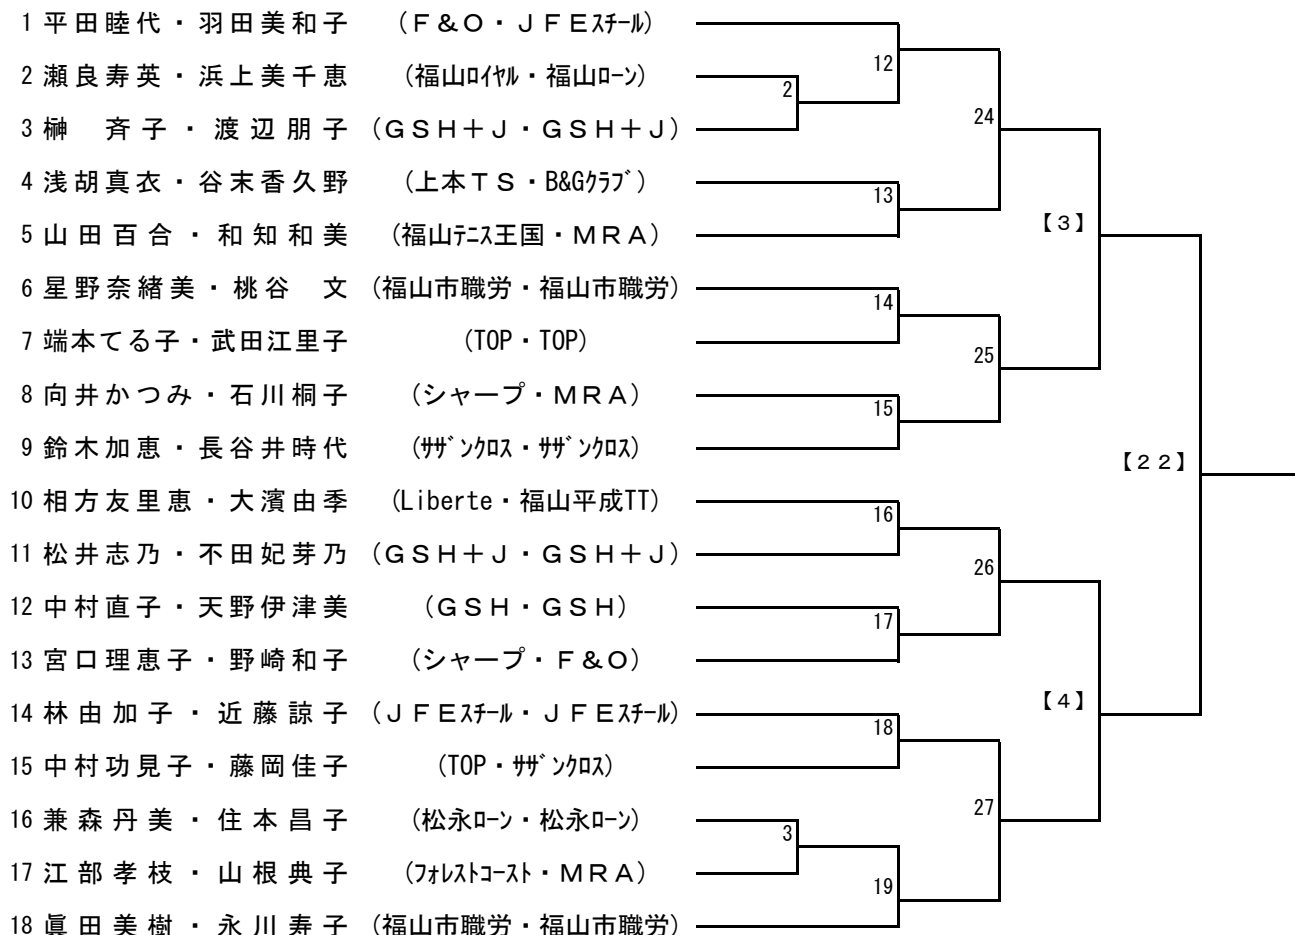 1 平田睦代・羽田美和子 (F&O・JFEｽﾁｰﾙ)
12
2 瀬良寿英・浜上美千恵 (福山ﾛｲﾔﾙ・福山ﾛｰﾝ)
2
24
3 榊 斉子・渡辺朋子 (GSH+J・GSH+J)
4 浅胡真衣・谷末香久野 (上本TS・B&Gｸﾗﾌﾞ)
13
【3】
5 山田百合・和知和美 (福山ﾃﾆｽ王国・MRA)
6 星野奈緒美・桃谷 文 (福山市職労・福山市職労)
14
7 端本てる子・武田江里子 (TOP・TOP)
25
8 向井かつみ・石川桐子 (シャープ・MRA)
15
9 鈴木加恵・長谷井時代 (ｻｻﾞﾝｸﾛｽ・ｻｻﾞﾝｸﾛｽ)
【22】
10 相方友里恵・大濱由季 (Liberte・福山平成TT)
16
11 松井志乃・不田妃芽乃 (GSH+J・GSH+J)
26
12 中村直子・天野伊津美 (GSH・GSH)
17
13 宮口理恵子・野崎和子 (シャープ・F&O)
【4】
14 林由加子・近藤諒子 (JFEｽﾁｰﾙ・JFEｽﾁｰﾙ)
18
15 中村功見子・藤岡佳子 (TOP・ｻｻﾞﾝｸﾛｽ)
27
16 兼森丹美・住本昌子 (松永ﾛｰﾝ・松永ﾛｰﾝ)
3
17 江部孝枝・山根典子 (ﾌｫﾚｽﾄｺｰｽﾄ・MRA)
19
18 眞田美樹・永川寿子 (福山市職労・福山市職労)